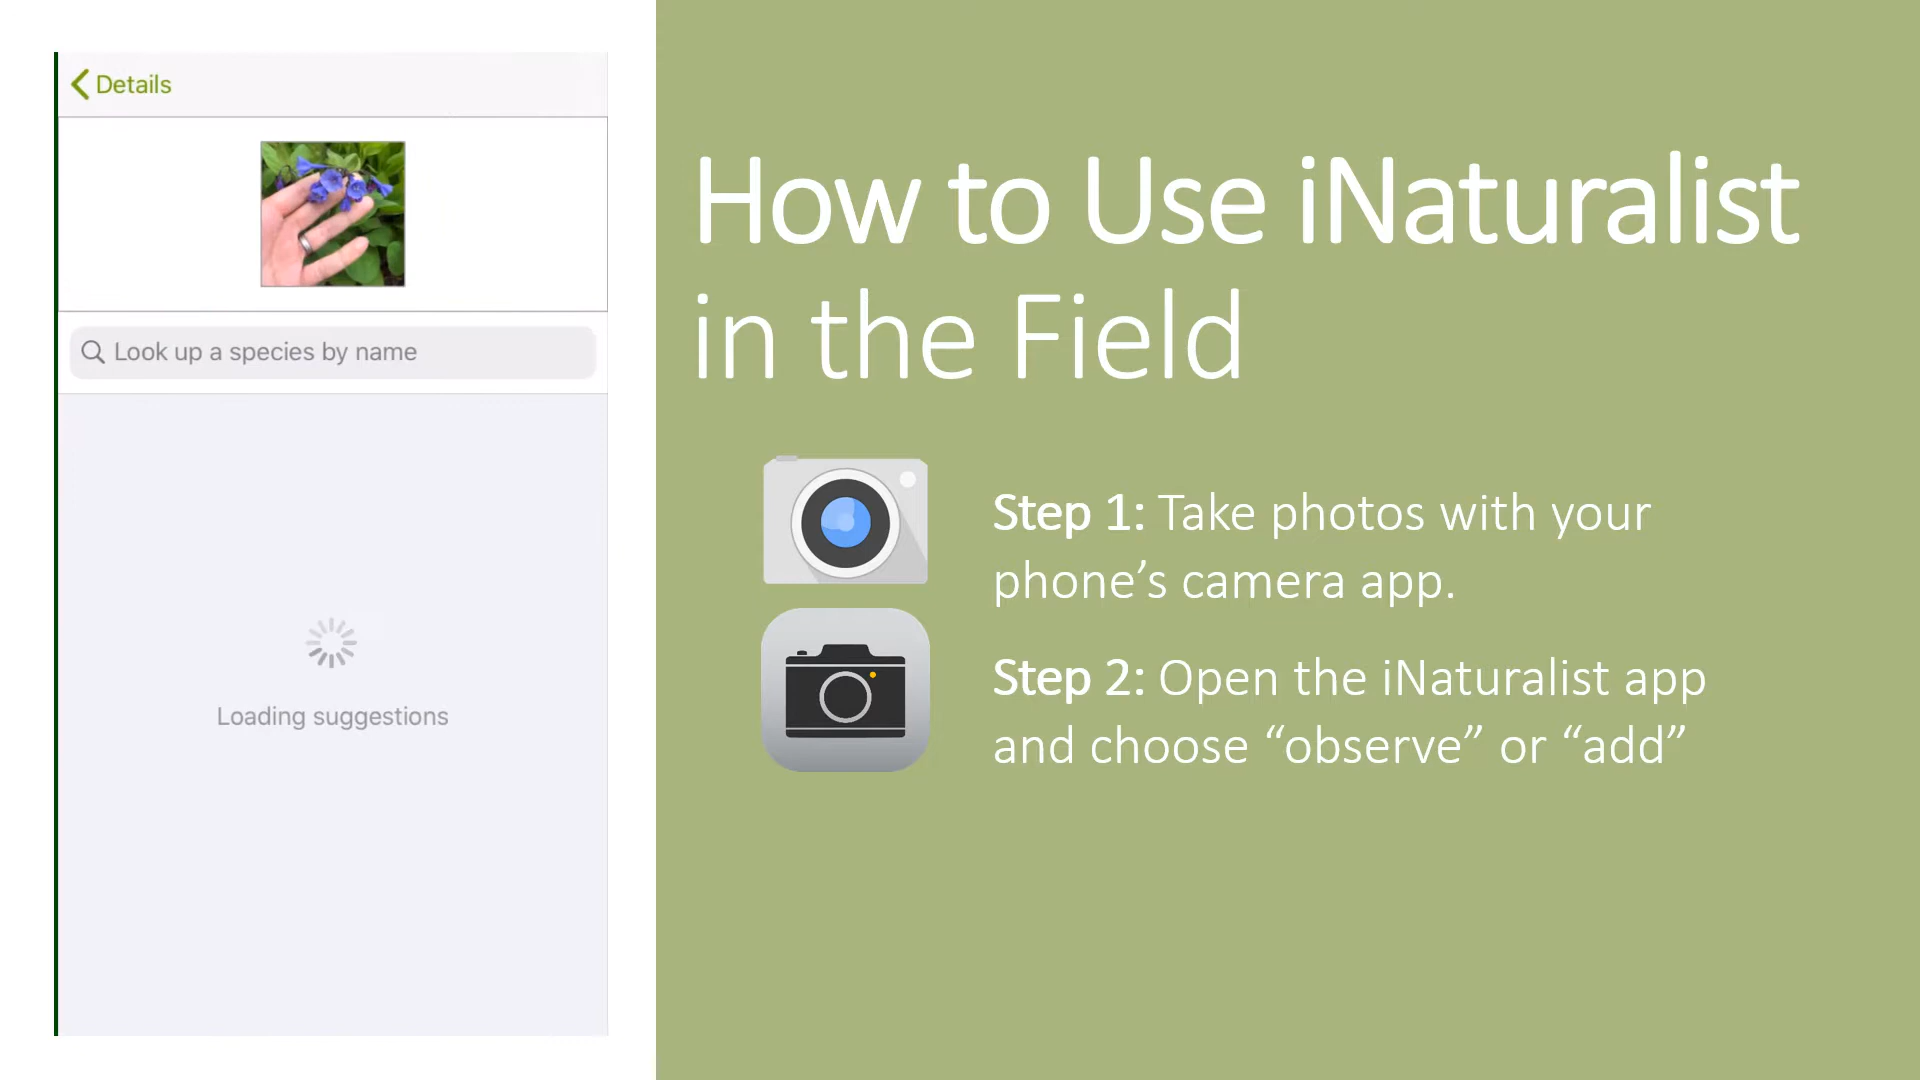 Details
Look up a species by name
Loading suggestions
How to Use iNaturalist
in the Field
Step 1: Take photos with your
phone’s camera app.
Step 2: Open the iNaturalist app
and choose “observe” or “add”